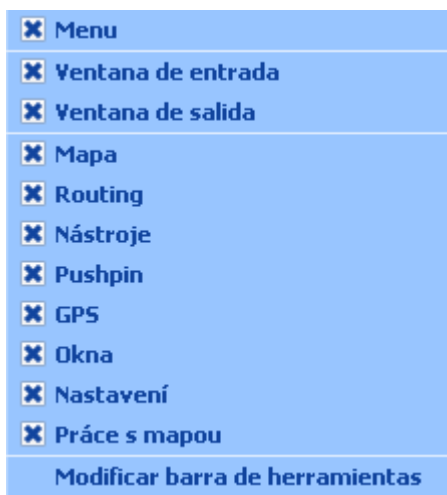 Menu
Ventana de entrada
Ventana de salida
Mapa
Routing
Nástroje
Pushpin
GPS
Okna
Nastavení
Práce s mapou
Modificar barra de herramientas